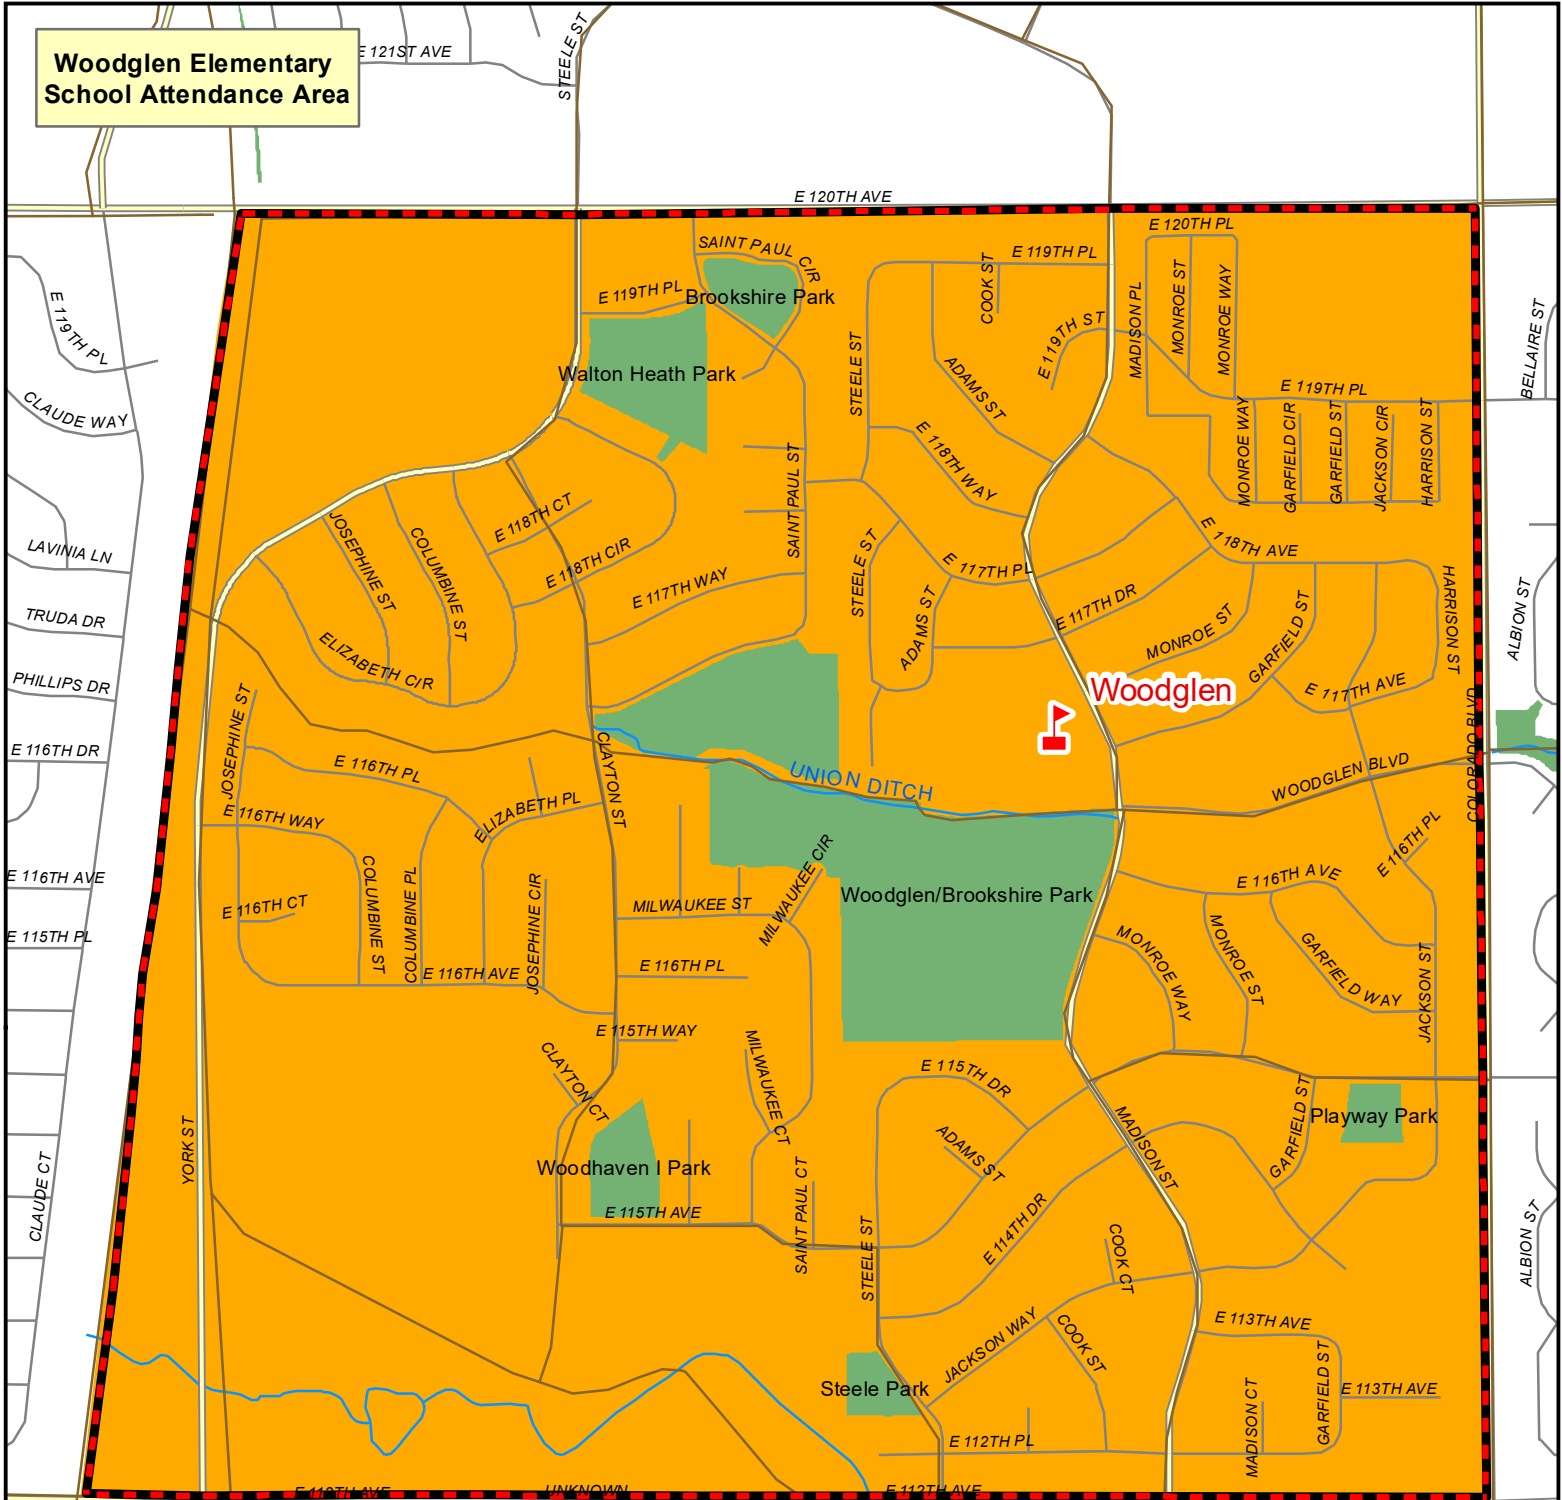 Woodglen Elementary
School Attendance Area
E 121ST AVE
STEELE ST
E 120TH AVE
E 120TH PL
SAINT PAUL CIR
E 119TH PL
COOK ST
E 119TH PL
Brookshire Park
MADISON PL
MONROE ST
MONROE WAY
BELLAIRE ST
E 119TH PL
E 119TH ST
Walton Heath Park
STEELE ST
ADAMS ST
E 119TH PL
CLAUDE WAY
MONROE WAY
GARFIELD CIR
GARFIELD ST
JACKSON CIR
HARRISON ST
E 118TH WAY
SAINT PAUL ST
E 118TH CT
JOSEPHINE ST
COLUMBINE ST
E 118TH CIR
E 118TH AVE
LAVINIA LN
STEELE ST
E 117TH PL
E 117TH WAY
E 117TH DR
HARRISON ST
ALBION ST
TRUDA DR
ADAMS ST
MONROE ST
GARFIELD ST
ELIZABETH CIR
PHILLIPS DR
Woodglen
E 117TH AVE
JOSEPHINE ST
E 116TH DR
CLAYTON ST
COLORADO BLVD
E 116TH PL
UNION DITCH
WOODGLEN BLVD
ELIZABETH PL
E 116TH WAY
E 116TH PL
E 116TH AVE
MILWAUKEE CIR
E 116TH AVE
Woodglen/Brookshire Park
E 116TH CT
COLUMBINE ST
COLUMBINE PL
JOSEPHINE CIR
MILWAUKEE ST
E 115TH PL
MONROE WAY
MONROE ST
GARFIELD WAY
JACKSON ST
E 116TH AVE
E 116TH PL
E 115TH WAY
CLAYTON CT
MILWAUKEE CT
E 115TH DR
MADISON ST
GARFIELD ST
Playway Park
YORK ST
ADAMS ST
Woodhaven I Park
CLAUDE CT
E 115TH AVE
SAINT PAUL CT
STEELE ST
E 114TH DR
COOK CT
ALBION ST
E 113TH AVE
JACKSON WAY
COOK ST
Steele Park
MADISON CT
GARFIELD ST
E 113TH AVE
E 112TH PL
E 112TH AVE
UNKNOWN
E 112TH AVE